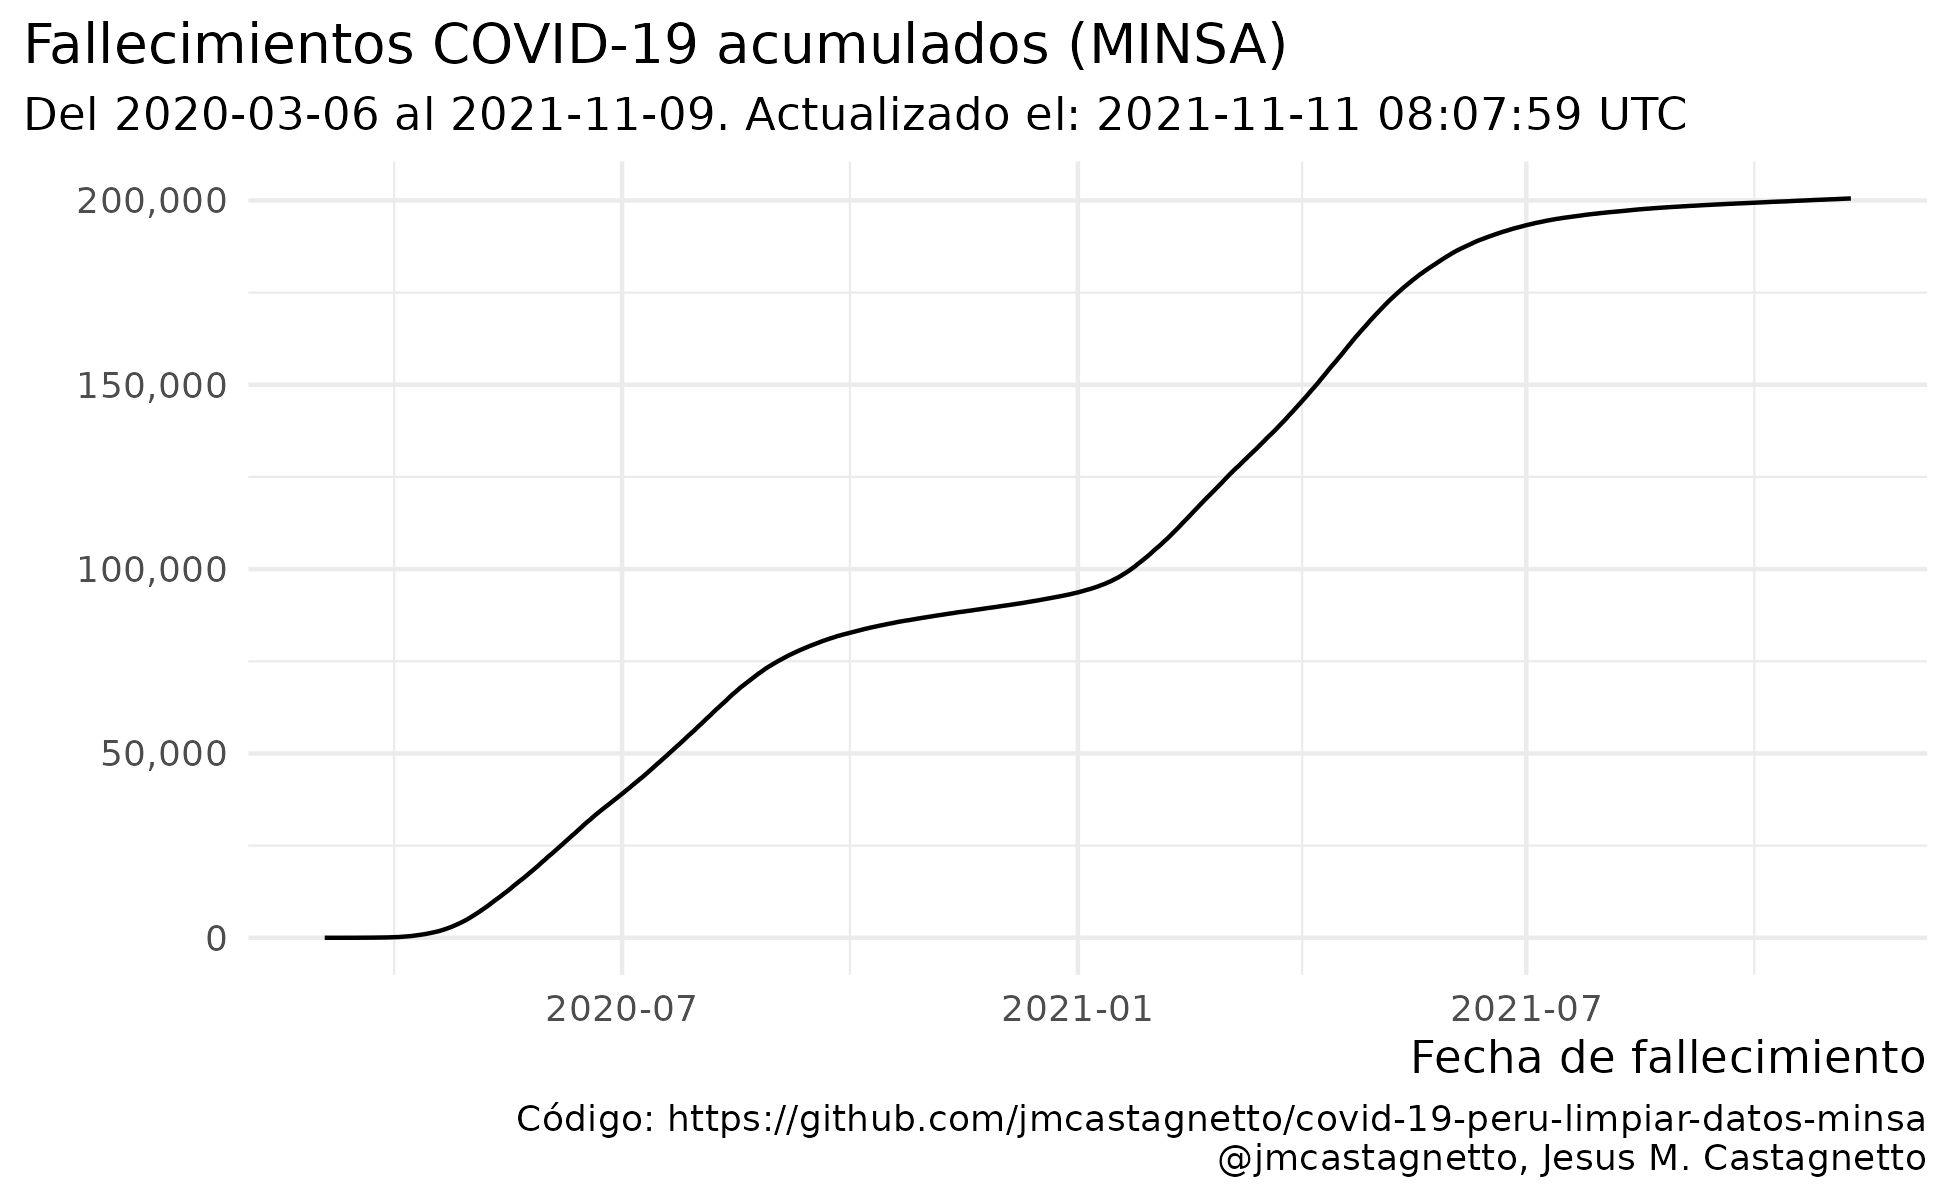 Fallecimientos COVID-19 acumulados (MINSA)
Del 2020-03-06 al 2021-11-09. Actualizado el: 2021-11-11 08:07:59 UTC
200,000
150,000
100,000
50,000
0
2020-07
2021-01
2021-07
Fecha de fallecimiento
Código: https://github.com/jmcastagnetto/covid-19-peru-limpiar-datos-minsa
@jmcastagnetto, Jesus M. Castagnetto